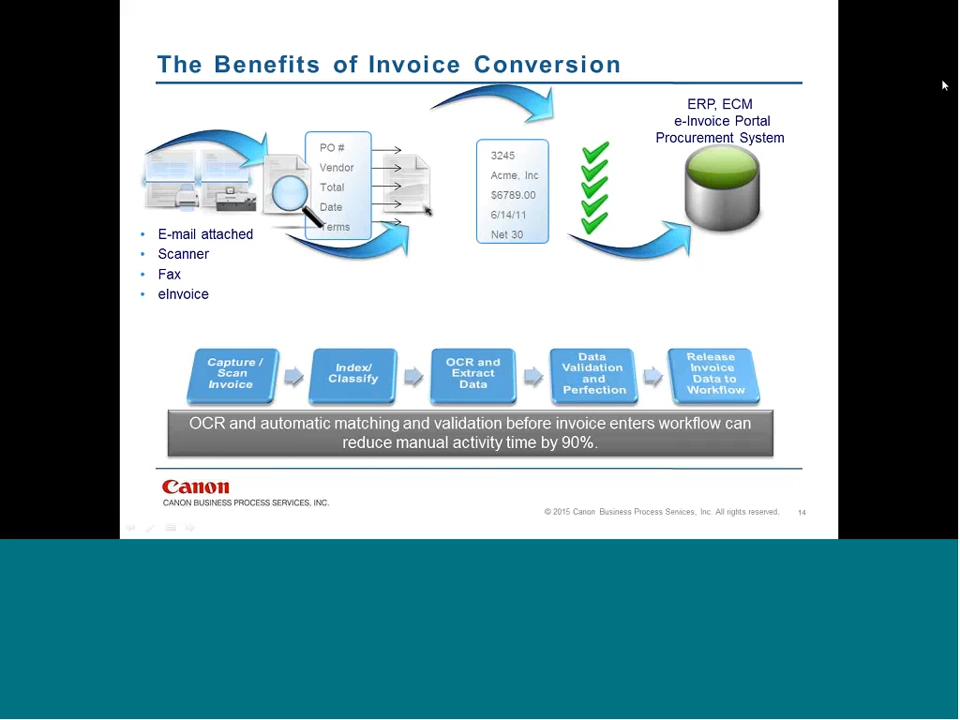 The Benefits of Invoice Conversion
ERP, ECM
e-Invoice Portal
Procurement System
PO #
Vendor
Total
Date
Terms
3245
Acme, Inc
$6789.00
6/14/11
Net 30
• E-mail attached
• Scanner
• Fax
• eInvoice
Capture /
Scan
Invoice
Index/
Classify
OCR and
Extract
Data
Data
Validation
and
Perfection
Release
Invoice
Data to
Workflow
OCR and automatic matching and validation before invoice enters workflow can
reduce manual activity time by 90%.
Canon
CANON BUSINESS PROCESS SERVICES, INC.
© 2015 Canon Business Process Services, Inc. All rights reserved. 14